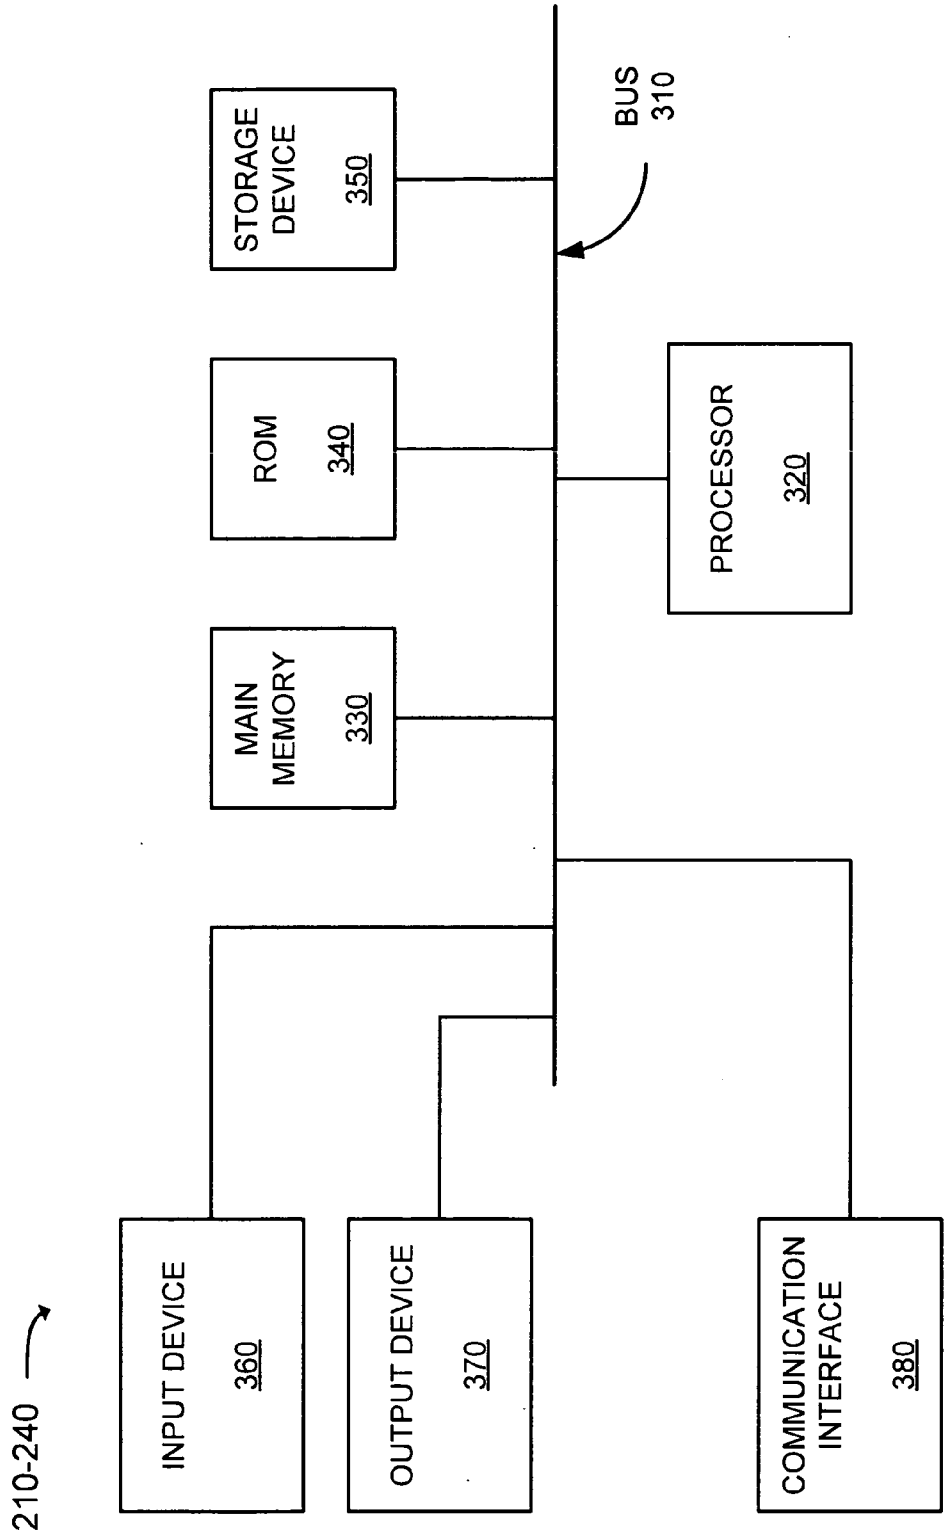 210-240
INPUT DEVICE
360
OUTPUT DEVICE
370
COMMUNICATION
INTERFACE
380
MAIN
MEMORY
330
ROM
340
STORAGE
DEVICE
350
PROCESSOR
320
BUS
310